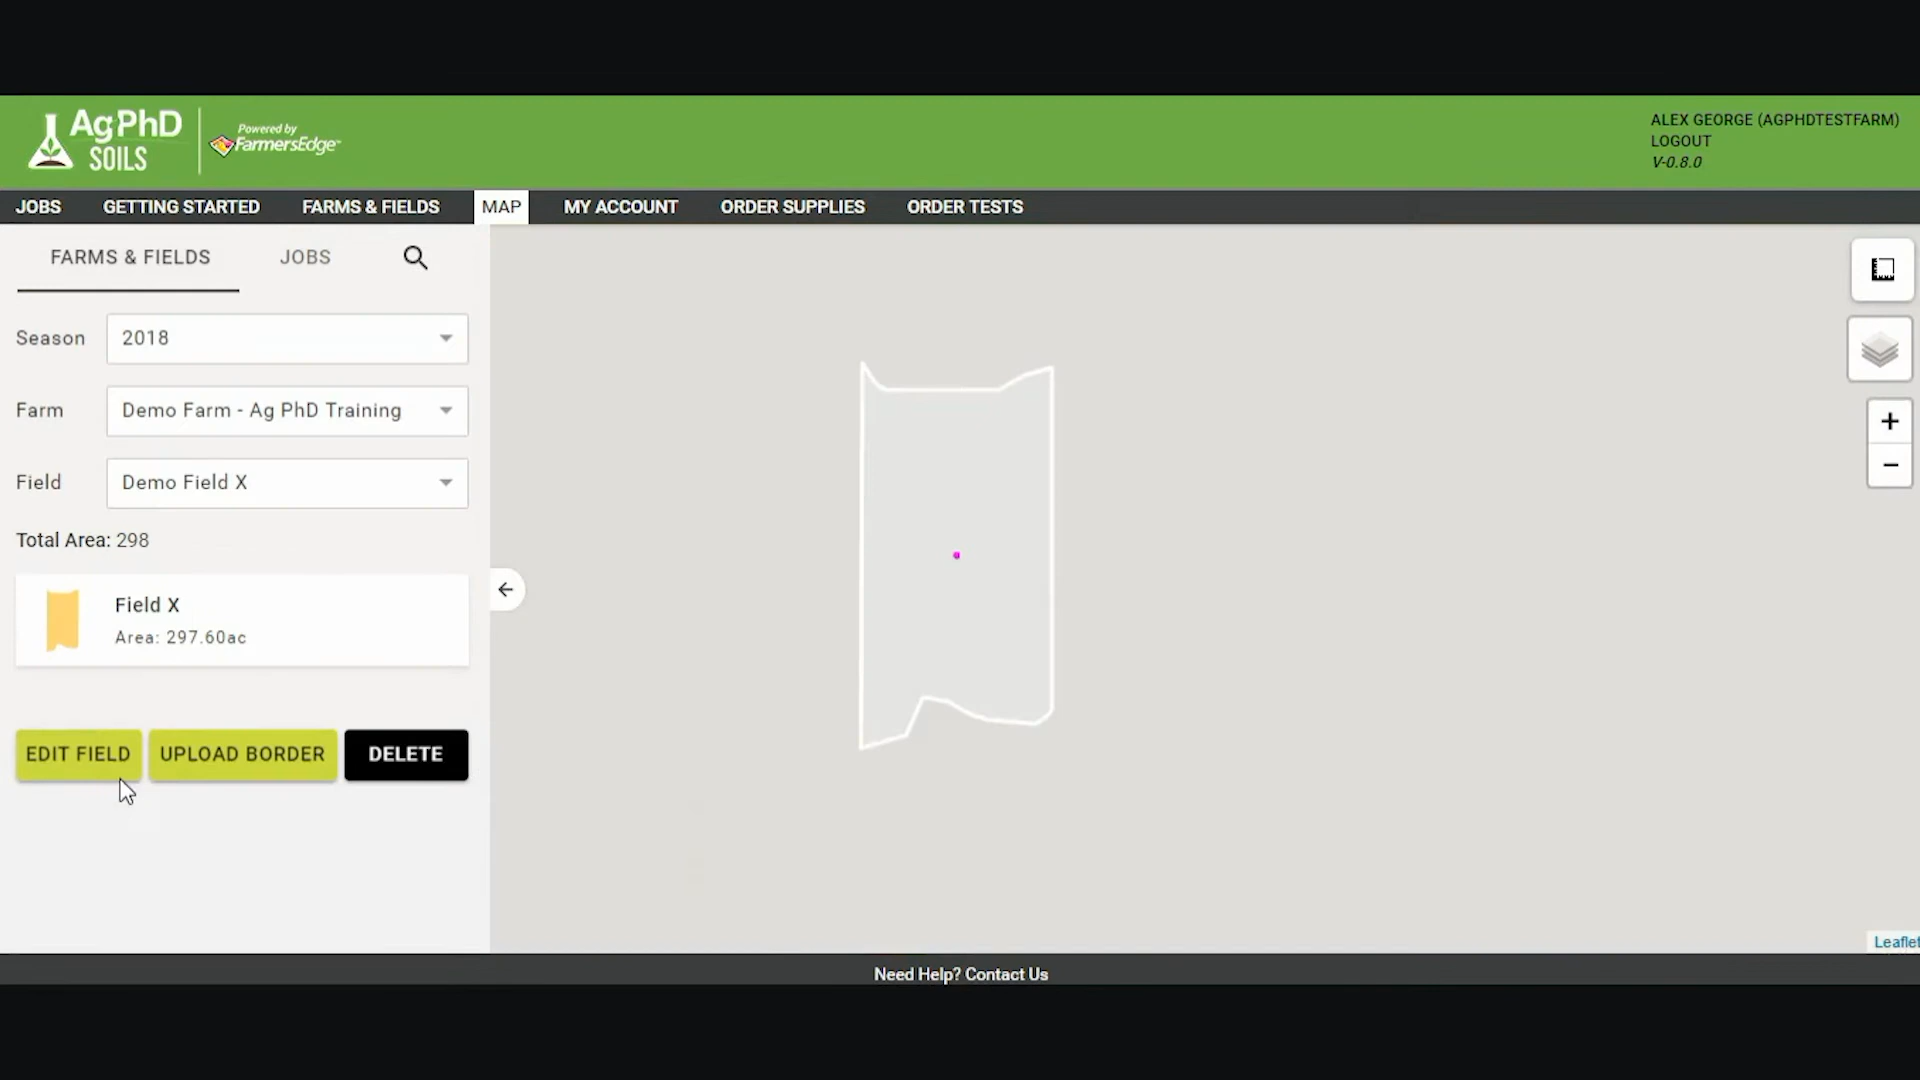 AgPhD
SOILS
Powered by
FarmersEdge™
ALEX GEORGE (AGPHDTESTFARM)
LOGOUT
V-0.8.0
JOBS GETTING STARTED FARMS & FIELDS MAP MY ACCOUNT ORDER SUPPLIES ORDER TESTS
FARMS & FIELDS JOBS
Season 2018
Farm Demo Farm - Ag PhD Training
Field Demo Field X
Total Area: 298
Field X
Area: 297.60ac
EDIT FIELD UPLOAD BORDER DELETE
+
−
Leaflet
Need Help? Contact Us